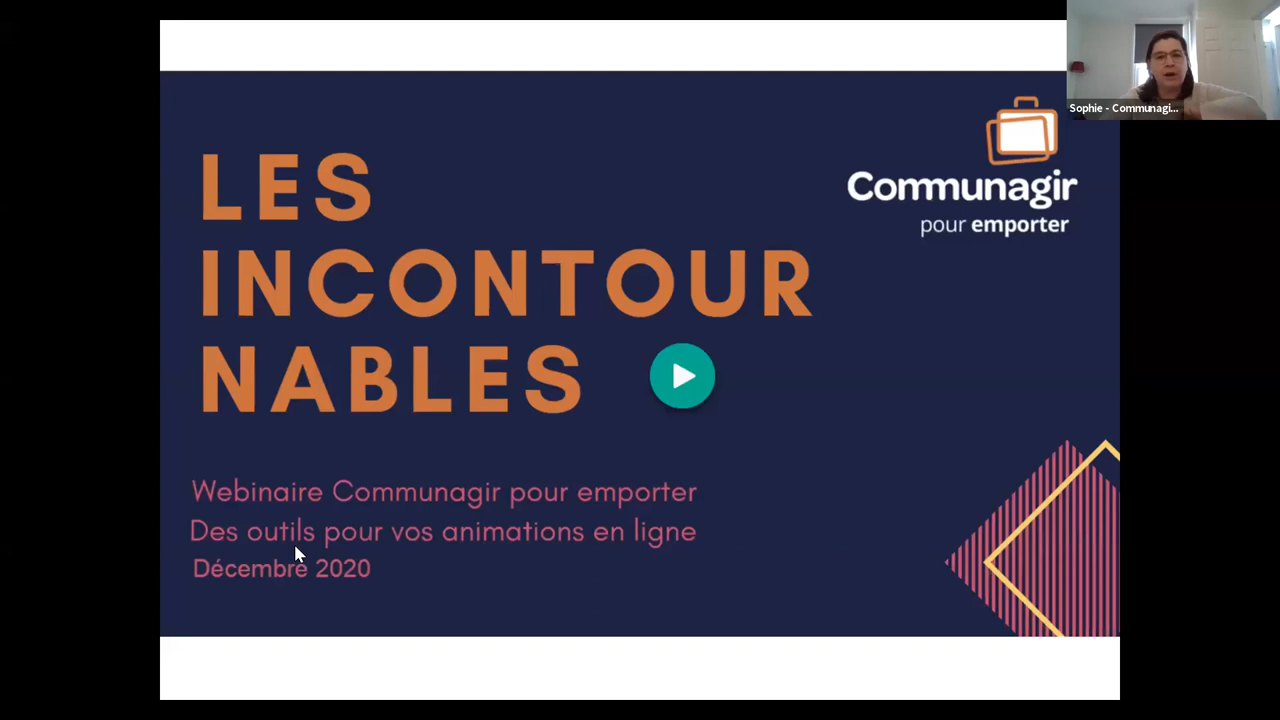 Sophie - Communagi...
Communagir
pour emporter
LES
INCONTOUR
NABLES
Webinaire Communagir pour emporter
Des outils pour vos animations en ligne
Décembre 2020